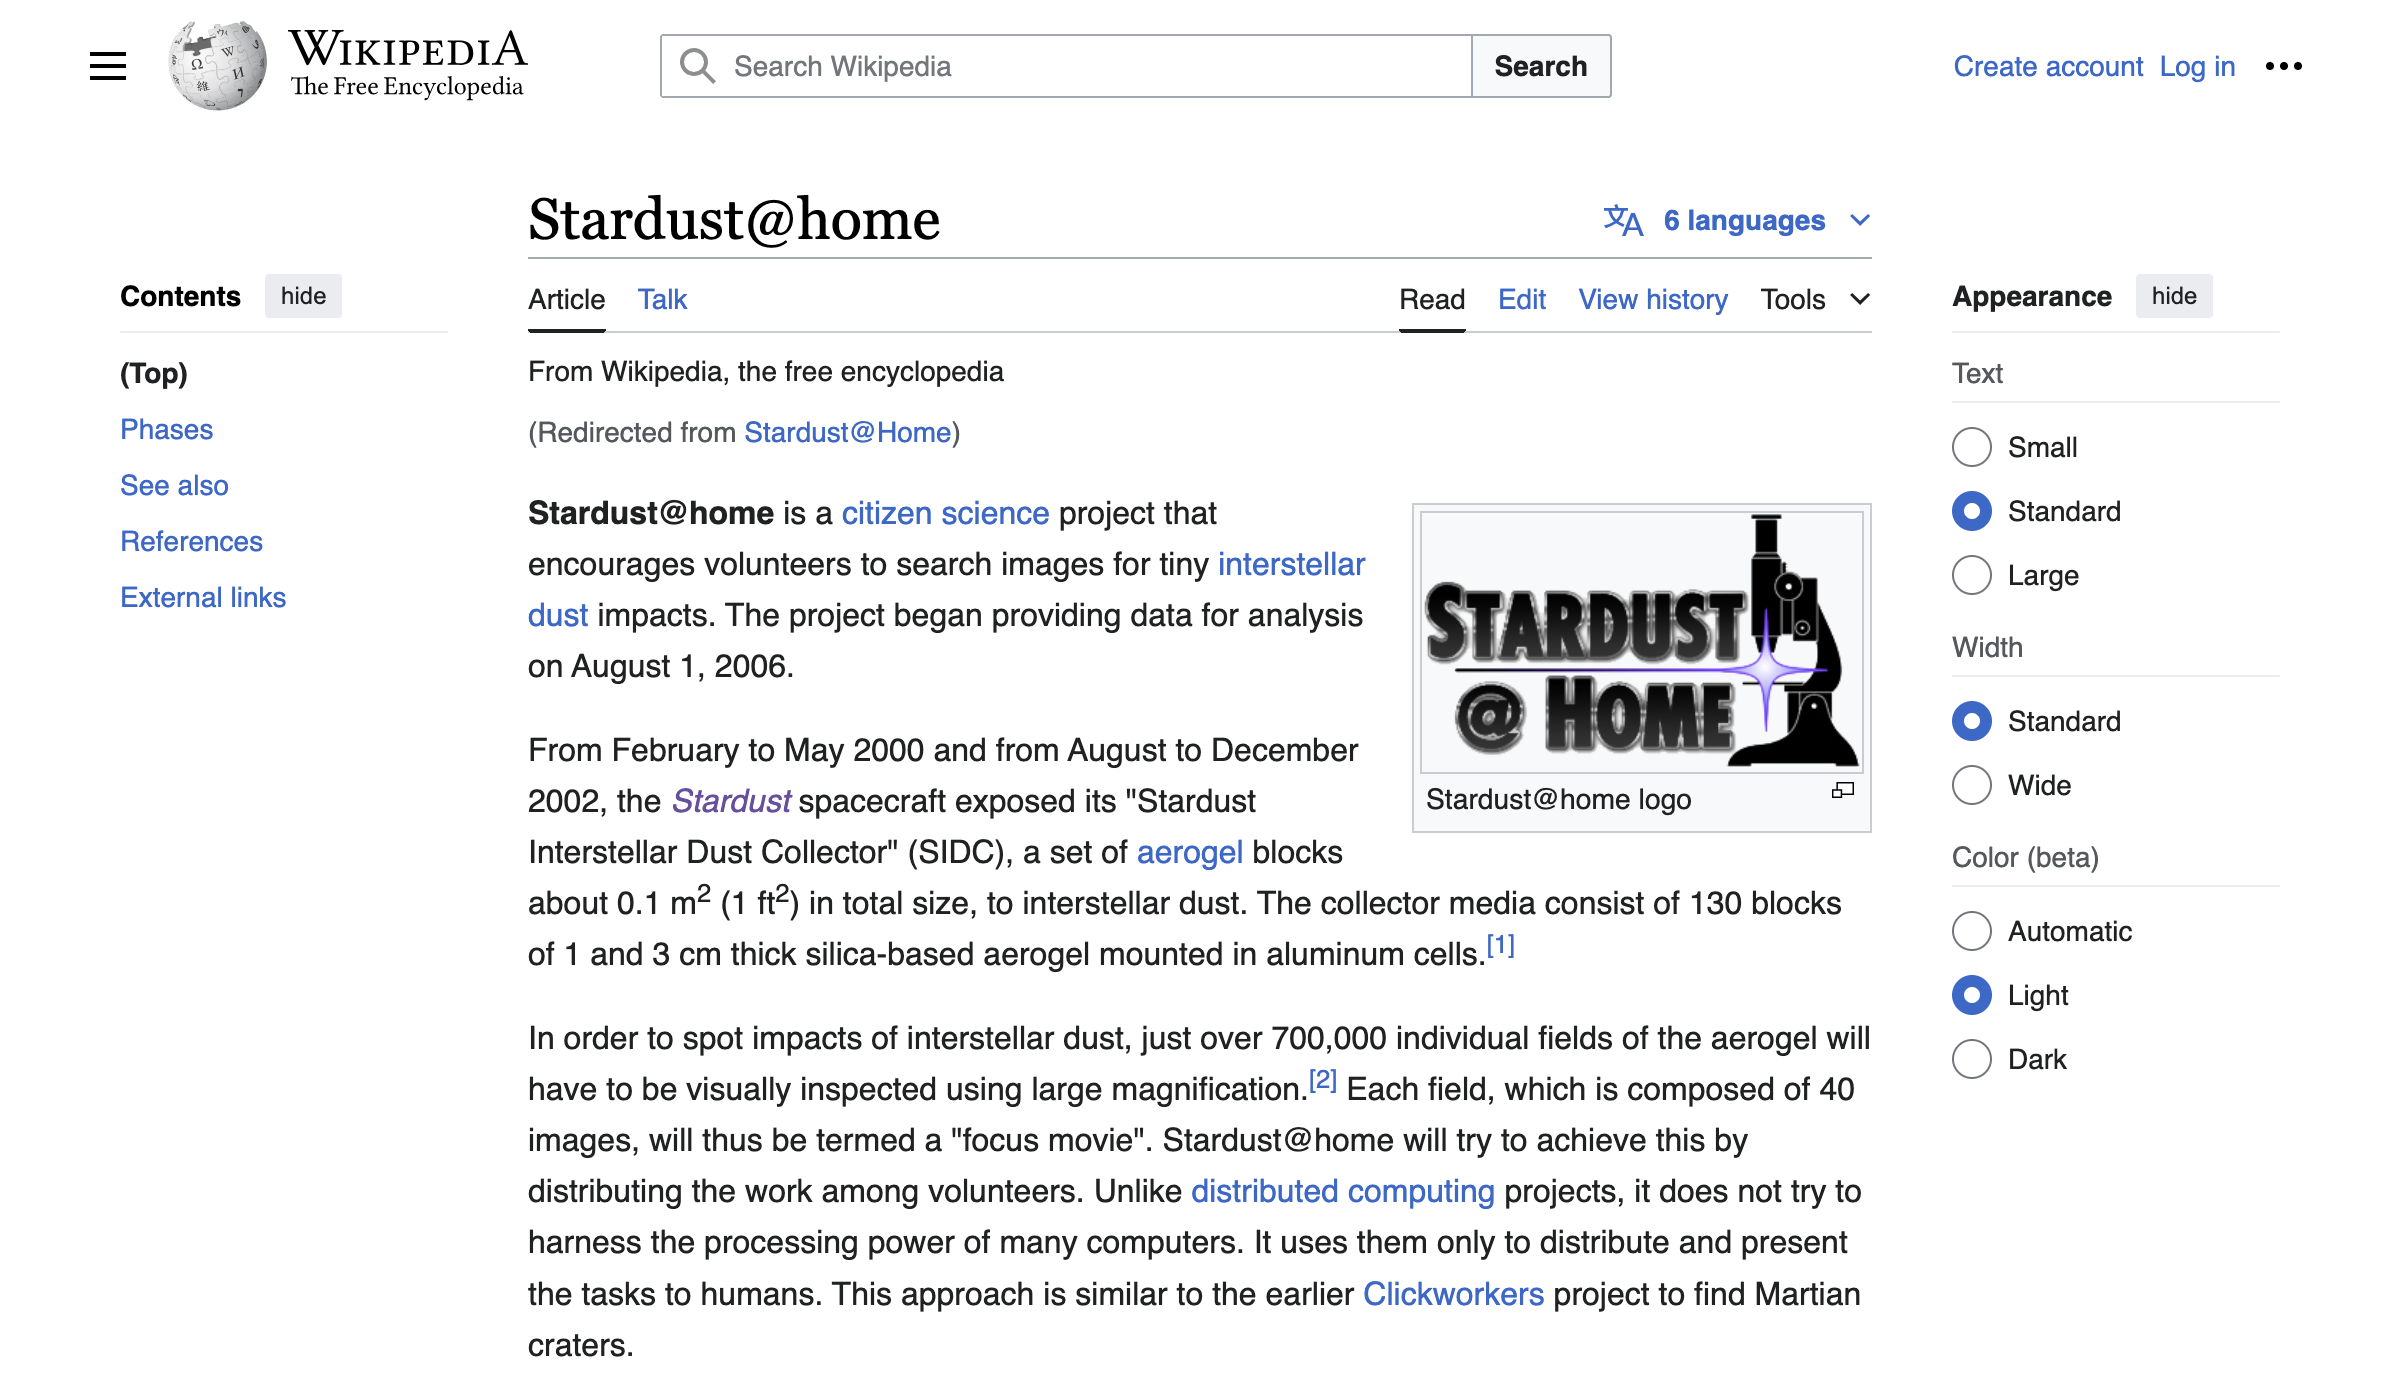 WIKIPEDIA
The Free Encyclopedia
Search Wikipedia
Search
Create account Log in
Stardust@home
6 languages
Contents hide
(Top)
Phases
See also
References
External links
Article Talk
Read Edit View history Tools
From Wikipedia, the free encyclopedia
(Redirected from Stardust@Home)
Stardust@home is a citizen science project that
encourages volunteers to search images for tiny interstellar
dust impacts. The project began providing data for analysis
on August 1, 2006.
STARDUST
@ HOME
Stardust@home logo
From February to May 2000 and from August to December
2002, the Stardust spacecraft exposed its "Stardust
Interstellar Dust Collector" (SIDC), a set of aerogel blocks
about 0.1 m² (1 ft²) in total size, to interstellar dust. The collector media consist of 130 blocks
of 1 and 3 cm thick silica-based aerogel mounted in aluminum cells.[1]
In order to spot impacts of interstellar dust, just over 700,000 individual fields of the aerogel will
have to be visually inspected using large magnification.[2] Each field, which is composed of 40
images, will thus be termed a "focus movie". Stardust@home will try to achieve this by
distributing the work among volunteers. Unlike distributed computing projects, it does not try to
harness the processing power of many computers. It uses them only to distribute and present
the tasks to humans. This approach is similar to the earlier Clickworkers project to find Martian
craters.
Appearance hide
Text
Small
Standard
Large
Width
Standard
Wide
Color (beta)
Automatic
Light
Dark